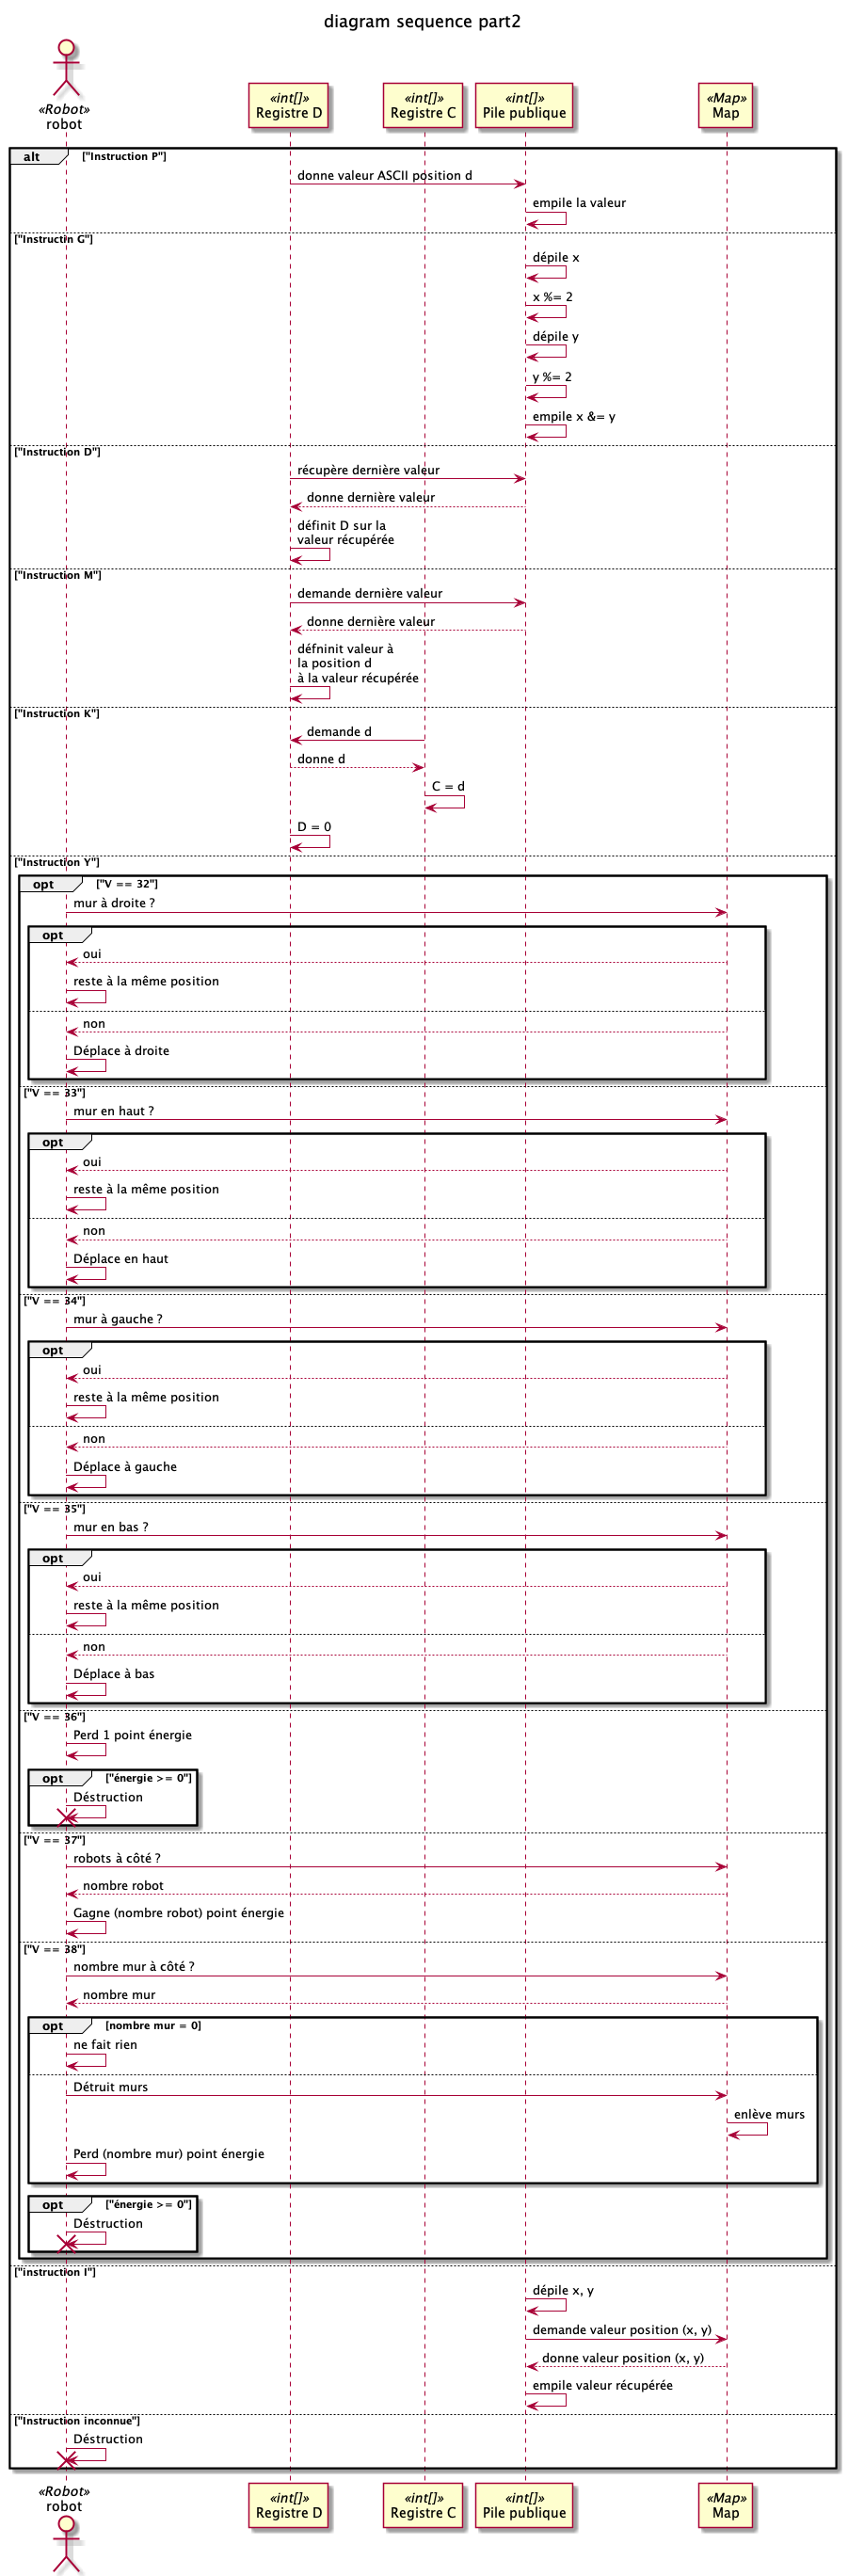 diagram sequence part2
«Robot»
robot
«int[]»
Registre D
«int[]»
Registre C
«int[]»
Pile publique
«Map»
Map
alt ["Instruction P"]
donne valeur ASCII position d
empile la valeur
["Instructin G"]
dépile x
x %= 2
dépile y
y %= 2
empile x &= y
["Instruction D"]
récupère dernière valeur
donne dernière valeur
définit D sur la
valeur récupérée
["Instruction M"]
demande dernière valeur
donne dernière valeur
défninit valeur à
la position d
à la valeur récupérée
["Instruction K"]
demande d
donne d
C = d
D = 0
["Instruction Y"]
opt ["V == 32"]
mur à droite ?
opt
oui
reste à la même position
non
Déplace à droite
["V == 33"]
mur en haut ?
opt
oui
reste à la même position
non
Déplace en haut
["V == 34"]
mur à gauche ?
opt
oui
reste à la même position
non
Déplace à gauche
["V == 35"]
mur en bas ?
opt
oui
reste à la même position
non
Déplace à bas
["V == 36"]
Perd 1 point énergie
opt ["énergie >= 0"]
Déstruction
["V == 37"]
robots à côté ?
nombre robot
Gagne (nombre robot) point énergie
["V == 38"]
nombre mur à côté ?
nombre mur
opt [nombre mur = 0]
ne fait rien
Détruit murs
enlève murs
Perd (nombre mur) point énergie
opt ["énergie >= 0"]
Déstruction
["instruction I"]
dépile x, y
demande valeur position (x, y)
donne valeur position (x, y)
empile valeur récupérée
["Instruction inconnue"]
Déstruction
«Robot»
robot
«int[]»
Registre D
«int[]»
Registre C
«int[]»
Pile publique
«Map»
Map